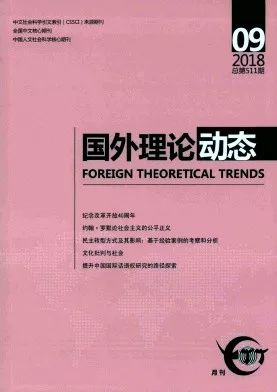 中文社会科学引文索引(CSSCI)来源期刊
全国中文核心期刊
中国人文社会科学核心期刊
09
2018
总第511期
国外理论动态
FOREIGN THEORETICAL TRENDS
纪念改革开放40周年
约翰·罗默论社会主义的公平正义
民主转型方式及其影响：基于经验案例的考察和分析
文化批判与社会
提升中国国际话语权研究的路径探索
月刊